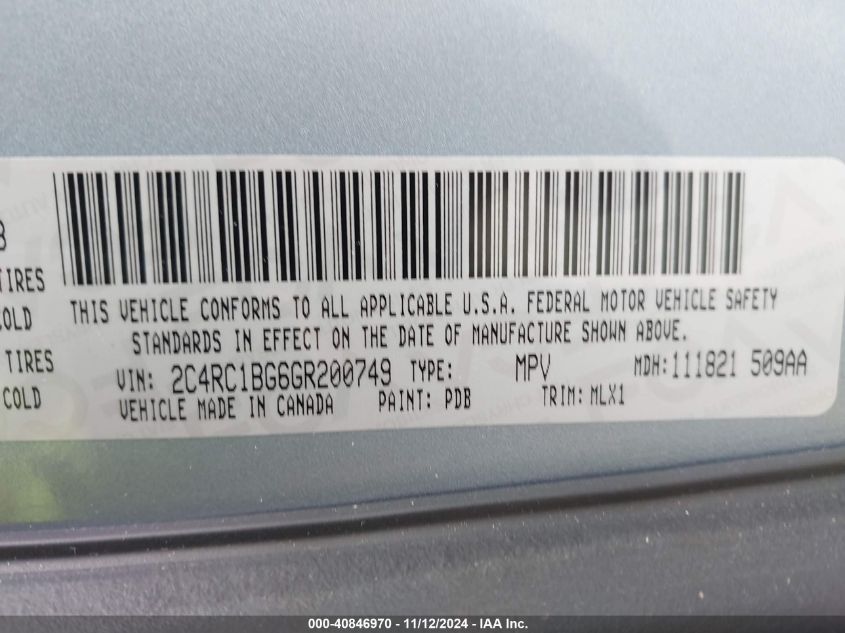 8
TIRES
COLD
TIRES
COLD
THIS VEHICLE CONFORMS TO ALL APPLICABLE U.S.A. FEDERAL MOTOR VEHICLE SAFETY
STANDARDS IN EFFECT ON THE DATE OF MANUFACTURE SHOWN ABOVE.
VIN: 2C4RC1BG6GR200749 TYPE: MPV MDH: 111821 509AA
VEHICLE MADE IN CANADA PAINT: PDB TRIM: MLX1
000-40846970 - 11/12/2024 - IAA Inc.